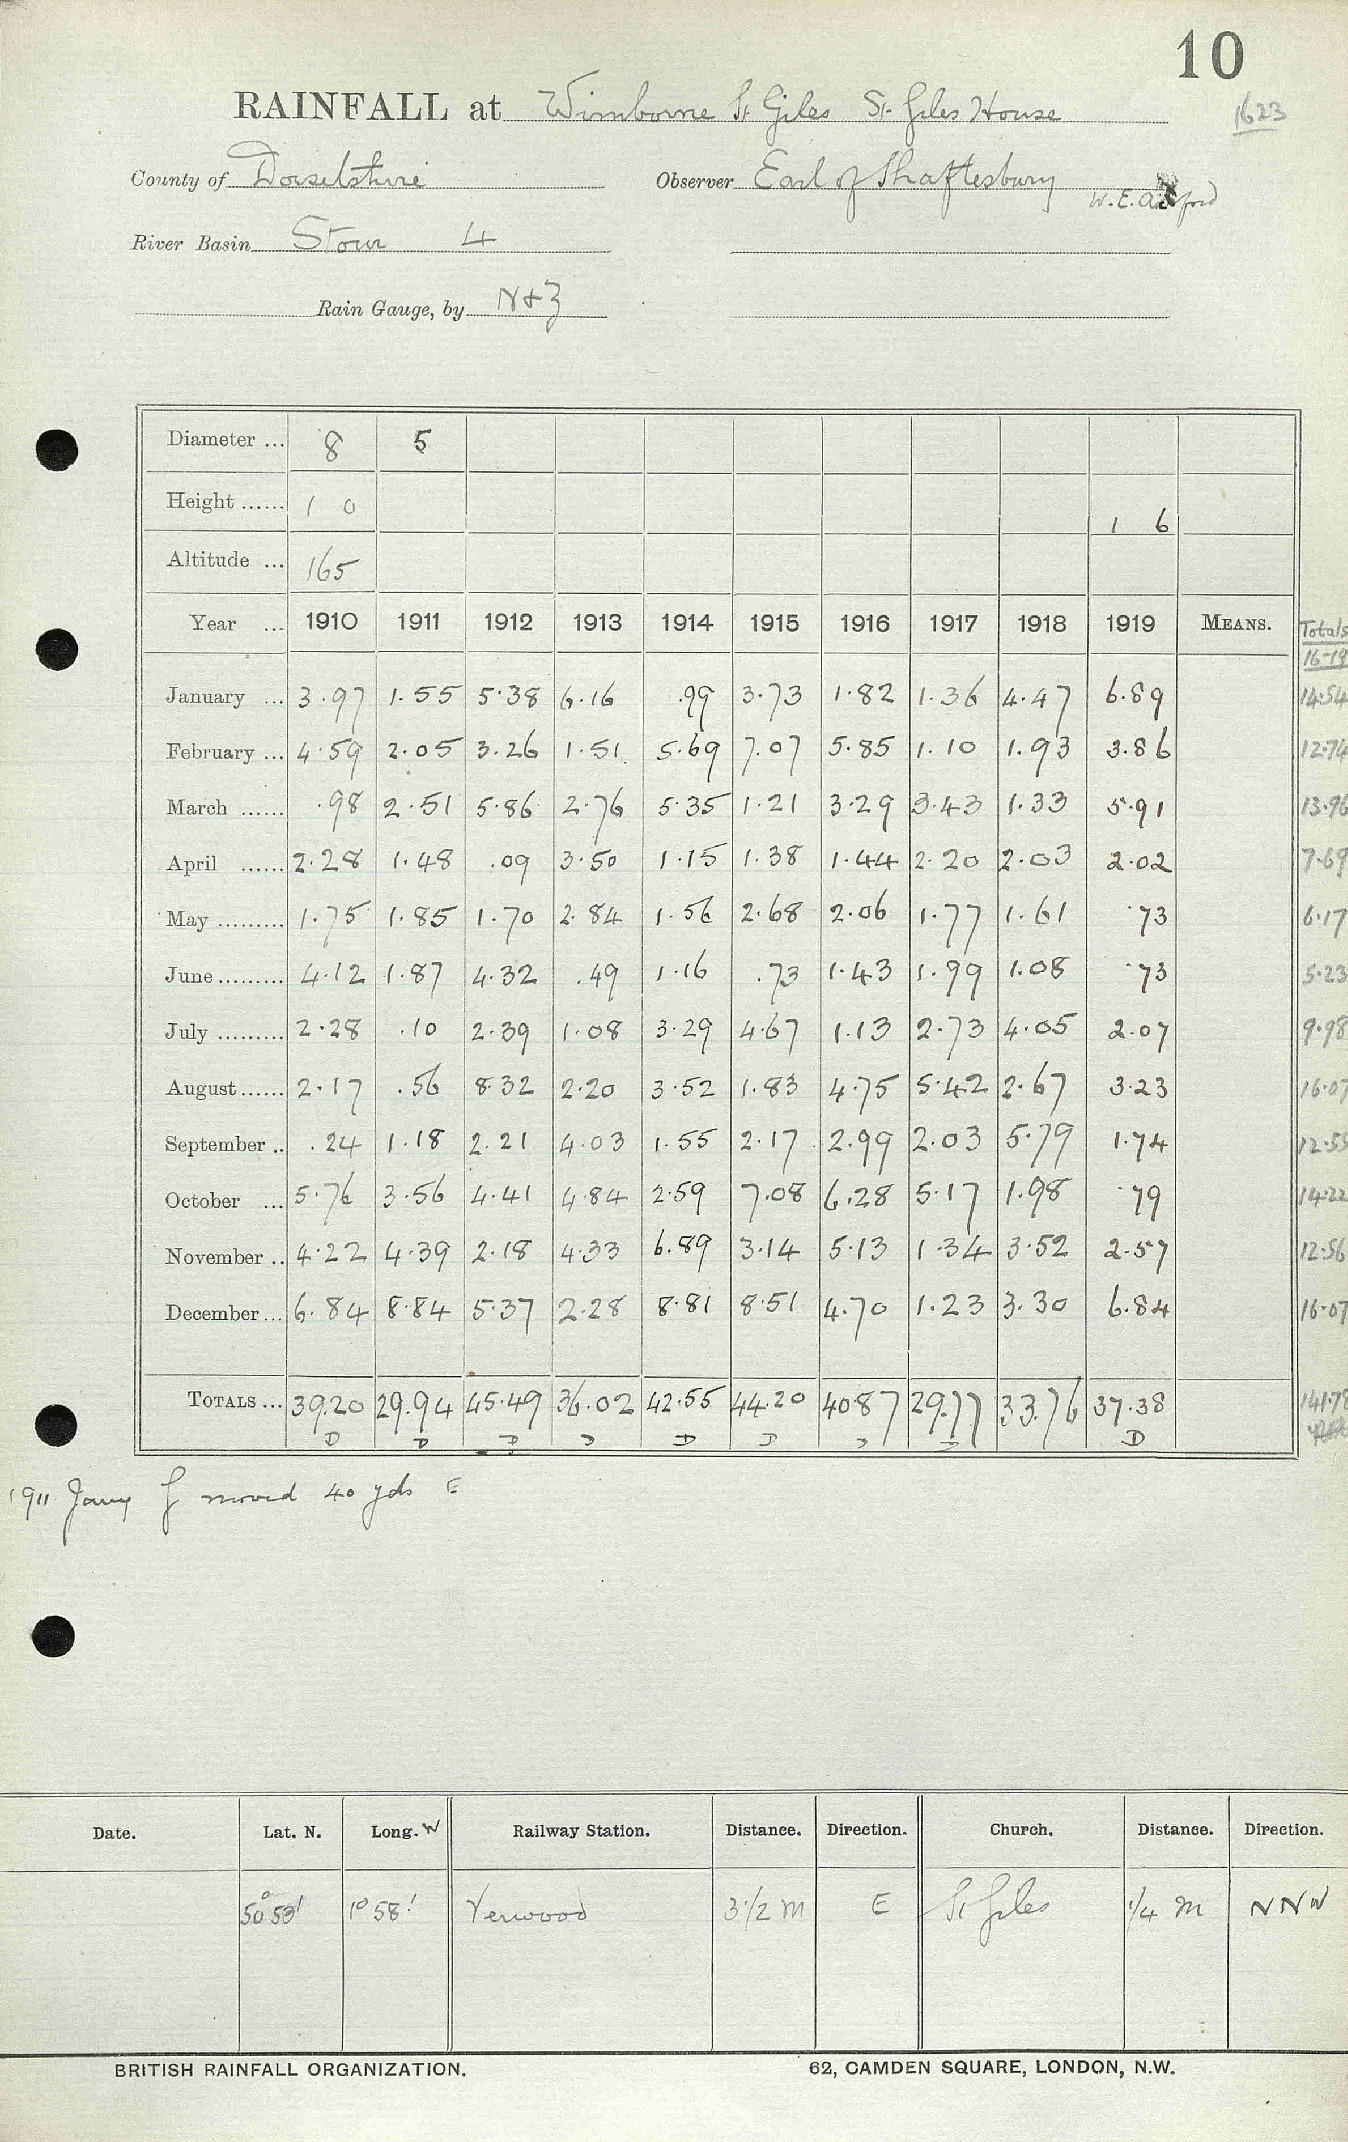 10
RAINFALL at Wimborne St Giles St. Giles House 1623
County of Dorsetshire Observer Earl of Shaftesbury
W. E.
River Basin Stour 4
Rain Gauge, by N & Z
Diameter ... 8 5
Height ...... 1 0 1 6
Altitude ... 165
Year ... 1910 1911 1912 1913 1914 1915 1916 1917 1918 1919 MEANS. Totals 16-19
January ... 3.97 1.55 5.38 6.16 .99 3.73 1.82 1.36 4.47 6.89 14.54
February ... 4.59 2.05 3.26 1.51 5.69 7.07 5.85 1.10 1.93 3.86 12.74
March ...... .98 2.51 5.86 2.76 5.35 1.21 3.29 3.43 1.33 5.91 13.96
April ...... 2.28 1.48 .09 3.50 1.15 1.38 1.44 2.20 2.03 2.02 7.69
May ......... 1.75 1.85 1.70 2.84 1.56 2.68 2.06 1.77 1.61 .73 6.17
June ......... 4.12 1.87 4.32 .49 1.16 .73 1.43 1.99 1.08 .73 5.23
July ......... 2.28 .10 2.39 1.08 3.29 4.67 1.13 2.73 4.05 2.07 9.98
August ...... 2.17 .56 8.32 2.20 3.52 1.83 4.75 5.42 2.67 3.23 16.07
September .. .24 1.18 2.21 4.03 1.55 2.17 2.99 2.03 5.79 1.74 12.55
October ... 5.76 3.56 4.41 4.84 2.59 7.08 6.28 5.17 1.98 .79 14.22
November .. 4.22 4.39 2.18 4.33 6.89 3.14 5.13 1.34 3.52 2.57 12.56
December ... 6.84 8.84 5.37 2.28 8.81 8.51 4.70 1.23 3.30 6.84 16.07
TOTALS ... 39.20 29.94 45.49 36.02 42.55 44.20 40.87 29.77 33.76 37.38 141.78
D D D D D D D D D
1911 Jany G moved 40 yds E
Date. Lat. N. Long. W Railway Station. Distance. Direction. Church. Distance. Direction.
50° 53' 1° 58' Verwood 3 1/2 m E St Giles 1/4 m NNW
BRITISH RAINFALL ORGANIZATION. 62, CAMDEN SQUARE, LONDON, N.W.